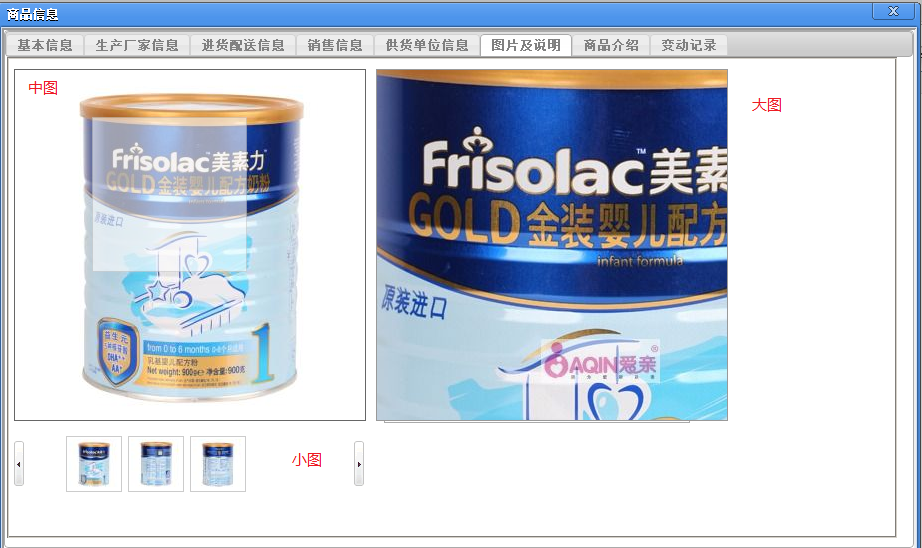 商品信息
X
基本信息 生产厂家信息 进货配送信息 销售信息 供货单位信息 图片及说明 商品介绍 变动记录
中图
大图
Frisolac™美素力
GOLD金装婴儿配方奶粉
infant formula
原装进口
益生元
DHA
AA
from 0 to 6 months
乳基婴儿配方粉
Net weight: 900g 净含量: 900克
1
Frisolac™美素
GOLD金装婴儿配方
infant formula
原装进口
AQIN爱亲®
小图